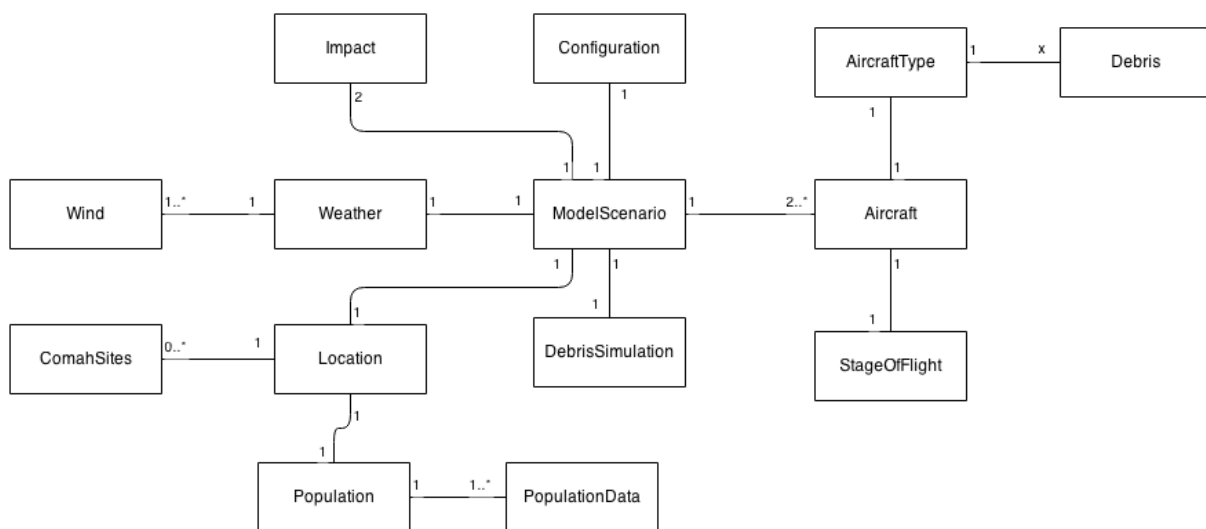 Impact
Configuration
AircraftType
1
x
Debris
2
1
1
1
1
1
Wind
1..*
1
Weather
1
1
ModelScenario
1
2..*
Aircraft
1
1
1
1
1
1
ComahSites
0..*
1
Location
DebrisSimulation
StageOfFlight
1
1
Population
1
1..*
PopulationData